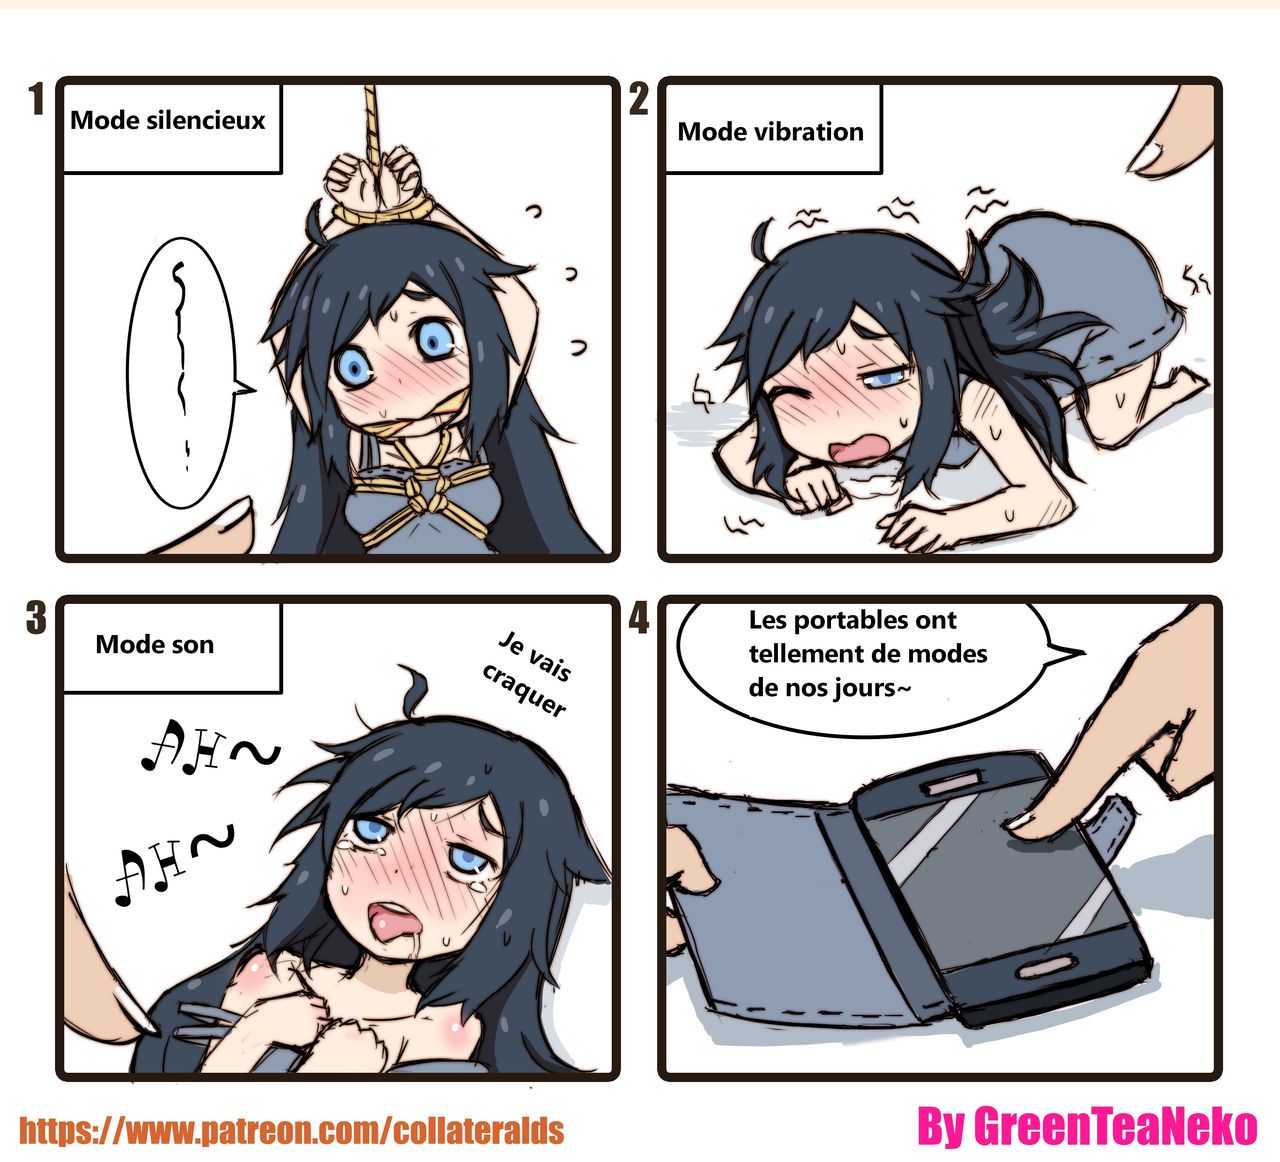 1
Mode silencieux
2
Mode vibration
3
Mode son
Je vais
craquer
AH~
AH~
4
Les portables ont
tellement de modes
de nos jours~
https://www.patreon.com/collateralds
By GreenTeaNeko